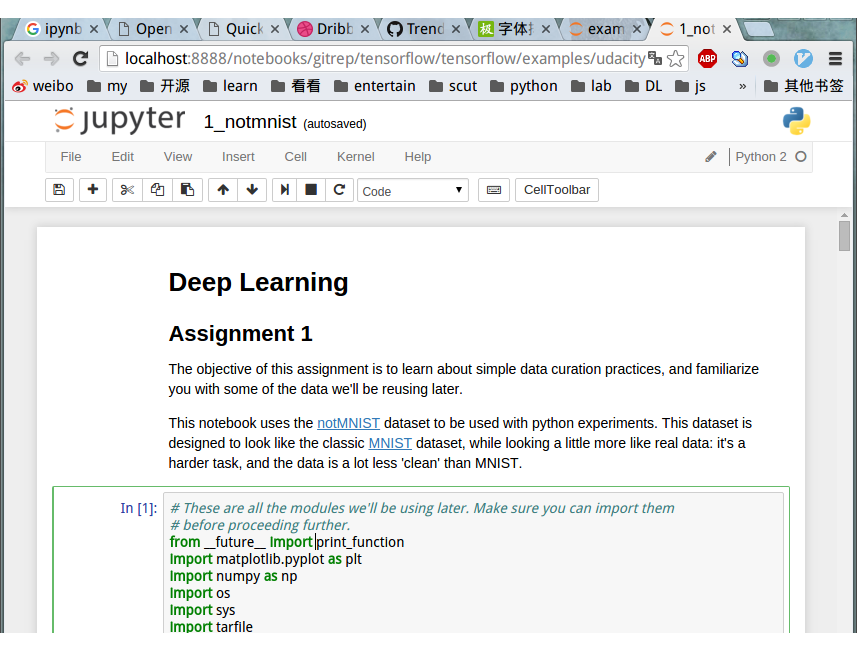 ipynb Open Quick Dribb Trend 极 字体 exam 1_not
localhost:8888/notebooks/gitrep/tensorflow/tensorflow/examples/udacity ABP
weibo my 开源 learn 看看 entertain scut python lab DL js » 其他书签
jupyter 1_notmnist (autosaved)
File Edit View Insert Cell Kernel Help Python 2
Code CellToolbar
Deep Learning
Assignment 1
The objective of this assignment is to learn about simple data curation practices, and familiarize
you with some of the data we'll be reusing later.
This notebook uses the notMNIST dataset to be used with python experiments. This dataset is
designed to look like the classic MNIST dataset, while looking a little more like real data: it's a
harder task, and the data is a lot less 'clean' than MNIST.
In [1]: # These are all the modules we'll be using later. Make sure you can import them
# before proceeding further.
from __future__ import print_function
import matplotlib.pyplot as plt
import numpy as np
import os
import sys
import tarfile